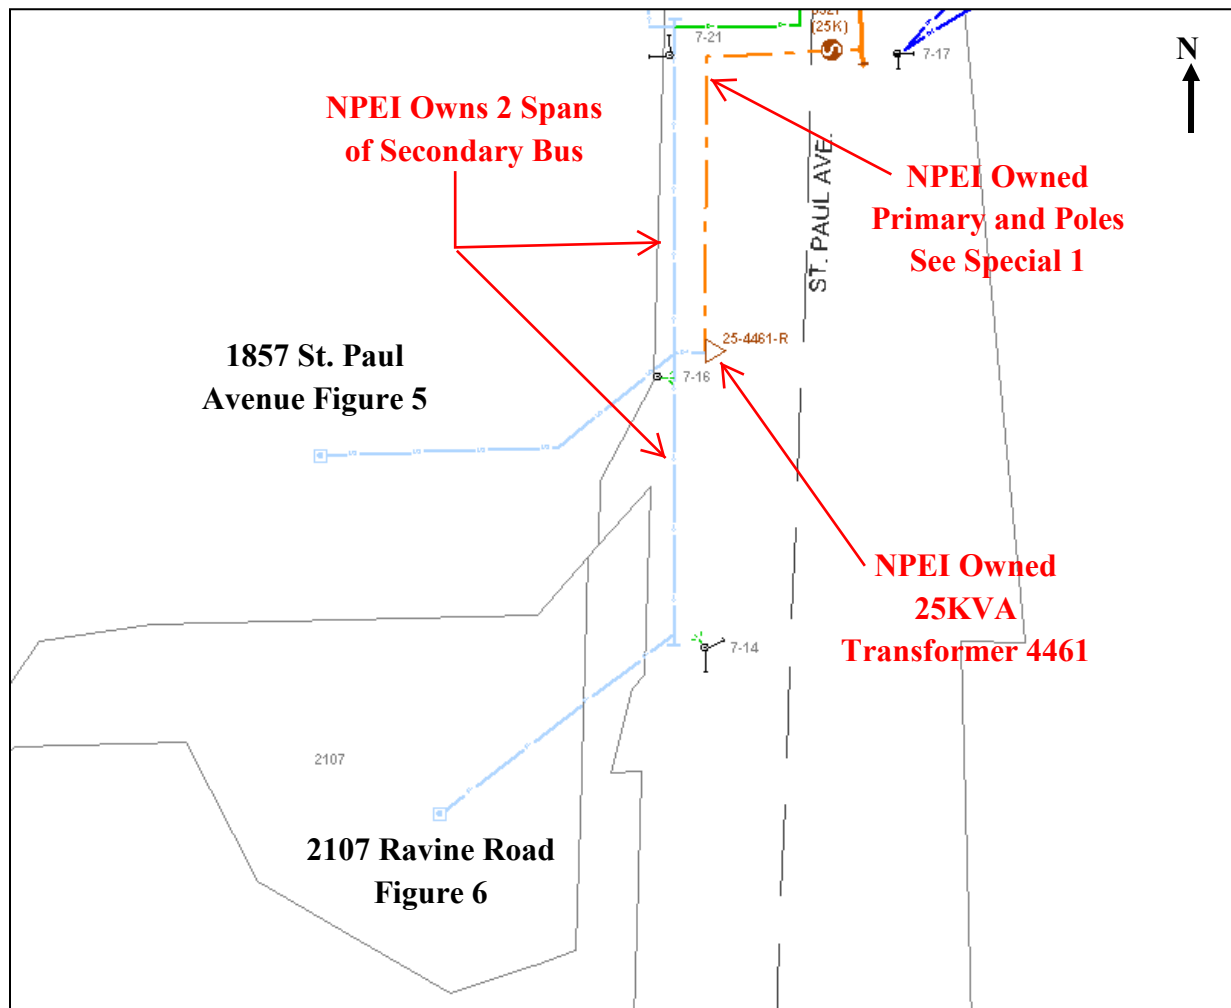 (25K)
7-21
7-17
N
NPEI Owns 2 Spans
of Secondary Bus
NPEI Owned
Primary and Poles
See Special 1
ST. PAUL AVE.
25-4461-R
1857 St. Paul
Avenue Figure 5
7-16
NPEI Owned
25KVA
Transformer 4461
7-14
2107
2107 Ravine Road
Figure 6